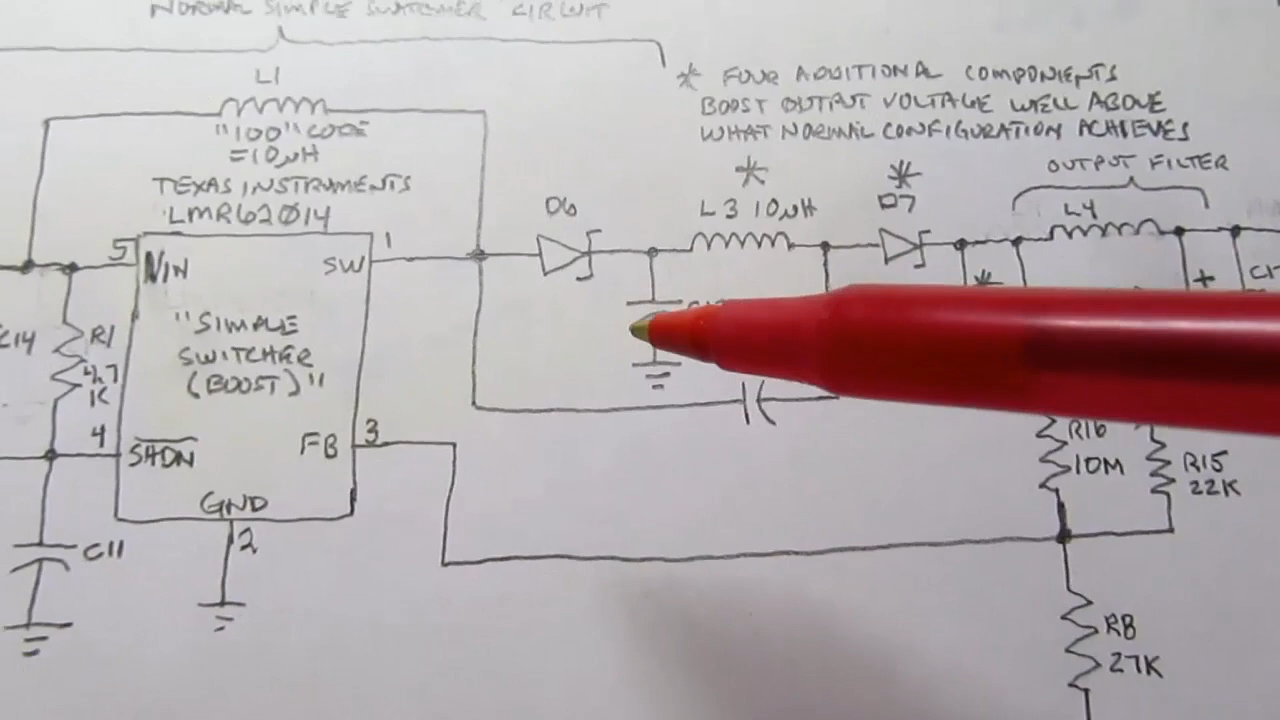 NORMAL SIMPLE SWITCHER CIRCUIT
* FOUR ADDITIONAL COMPONENTS
BOOST OUTPUT VOLTAGE WELL ABOVE
WHAT NORMAL CONFIGURATION ACHIEVES
L1
"100" CODE
=10µH
TEXAS INSTRUMENTS
LMR62014
OUTPUT FILTER
*
*
D6
L3 10µH
D7
L4
5
VIN
SW
1
*
+
"SIMPLE
SWITCHER
(BOOST)"
C14
R1
4.7
K
4
SHDN
FB
3
GND
2
C11
R16
10M
R15
22K
R8
27K